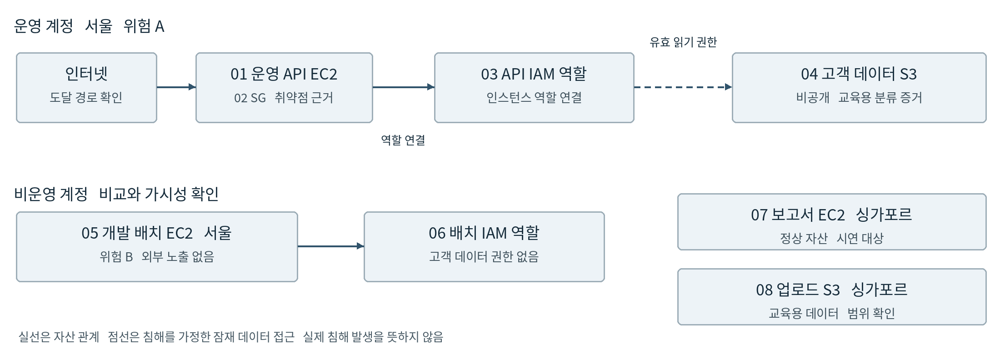 운영 계정 서울 위험 A
유효 읽기 권한
인터넷
도달 경로 확인
01 운영 API EC2
02 SG 취약점 근거
03 API IAM 역할
인스턴스 역할 연결
04 고객 데이터 S3
비공개 교육용 분류 증거
역할 연결
비운영 계정 비교와 가시성 확인
05 개발 배치 EC2 서울
위험 B 외부 노출 없음
06 배치 IAM 역할
고객 데이터 권한 없음
07 보고서 EC2 싱가포르
정상 자산 시연 대상
08 업로드 S3 싱가포르
교육용 데이터 범위 확인
실선은 자산 관계 점선은 침해를 가정한 잠재 데이터 접근 실제 침해 발생을 뜻하지 않음